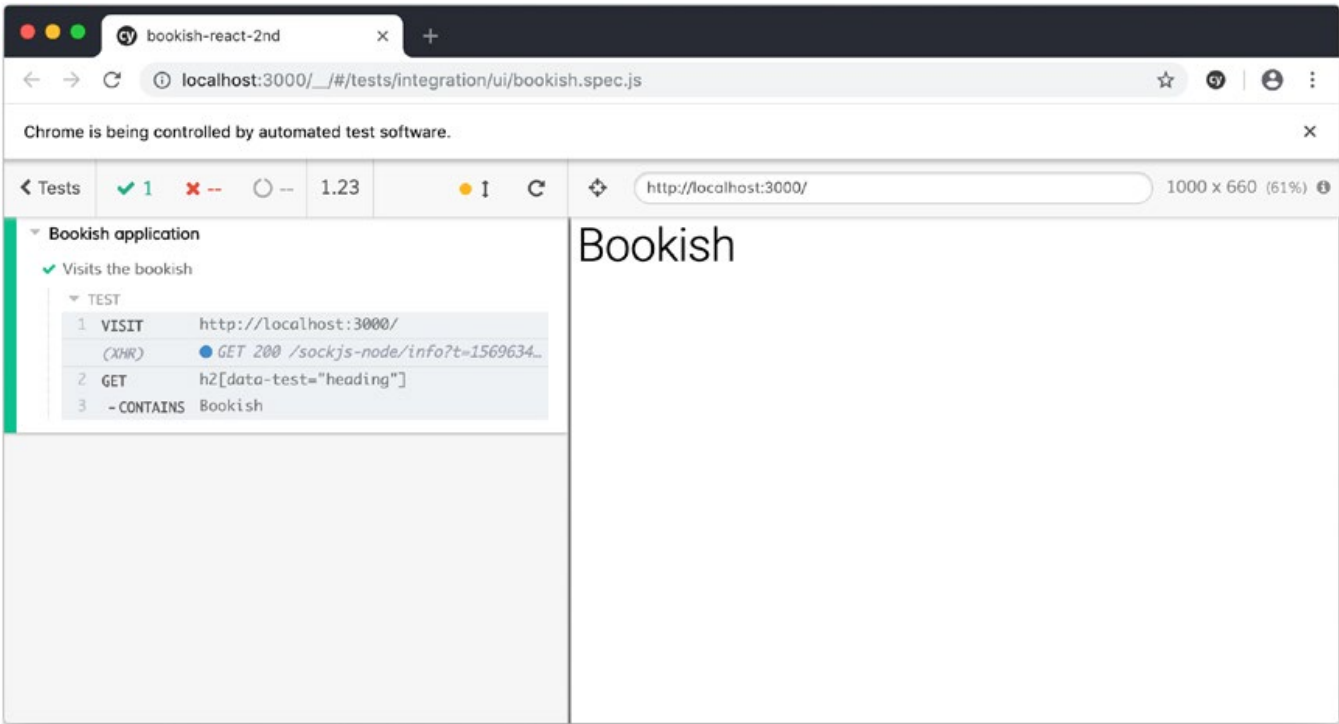 cy bookish-react-2nd
localhost:3000/__/#/tests/integration/ui/bookish.spec.js
cy
Chrome is being controlled by automated test software.
Tests 1 -- -- 1.23
http://localhost:3000/ 1000 x 660 (61%)
Bookish application
Visits the bookish
TEST
1 VISIT http://localhost:3000/
(XHR) GET 200 /sockjs-node/info?t=1569634…
2 GET h2[data-test="heading"]
3 - CONTAINS Bookish
Bookish